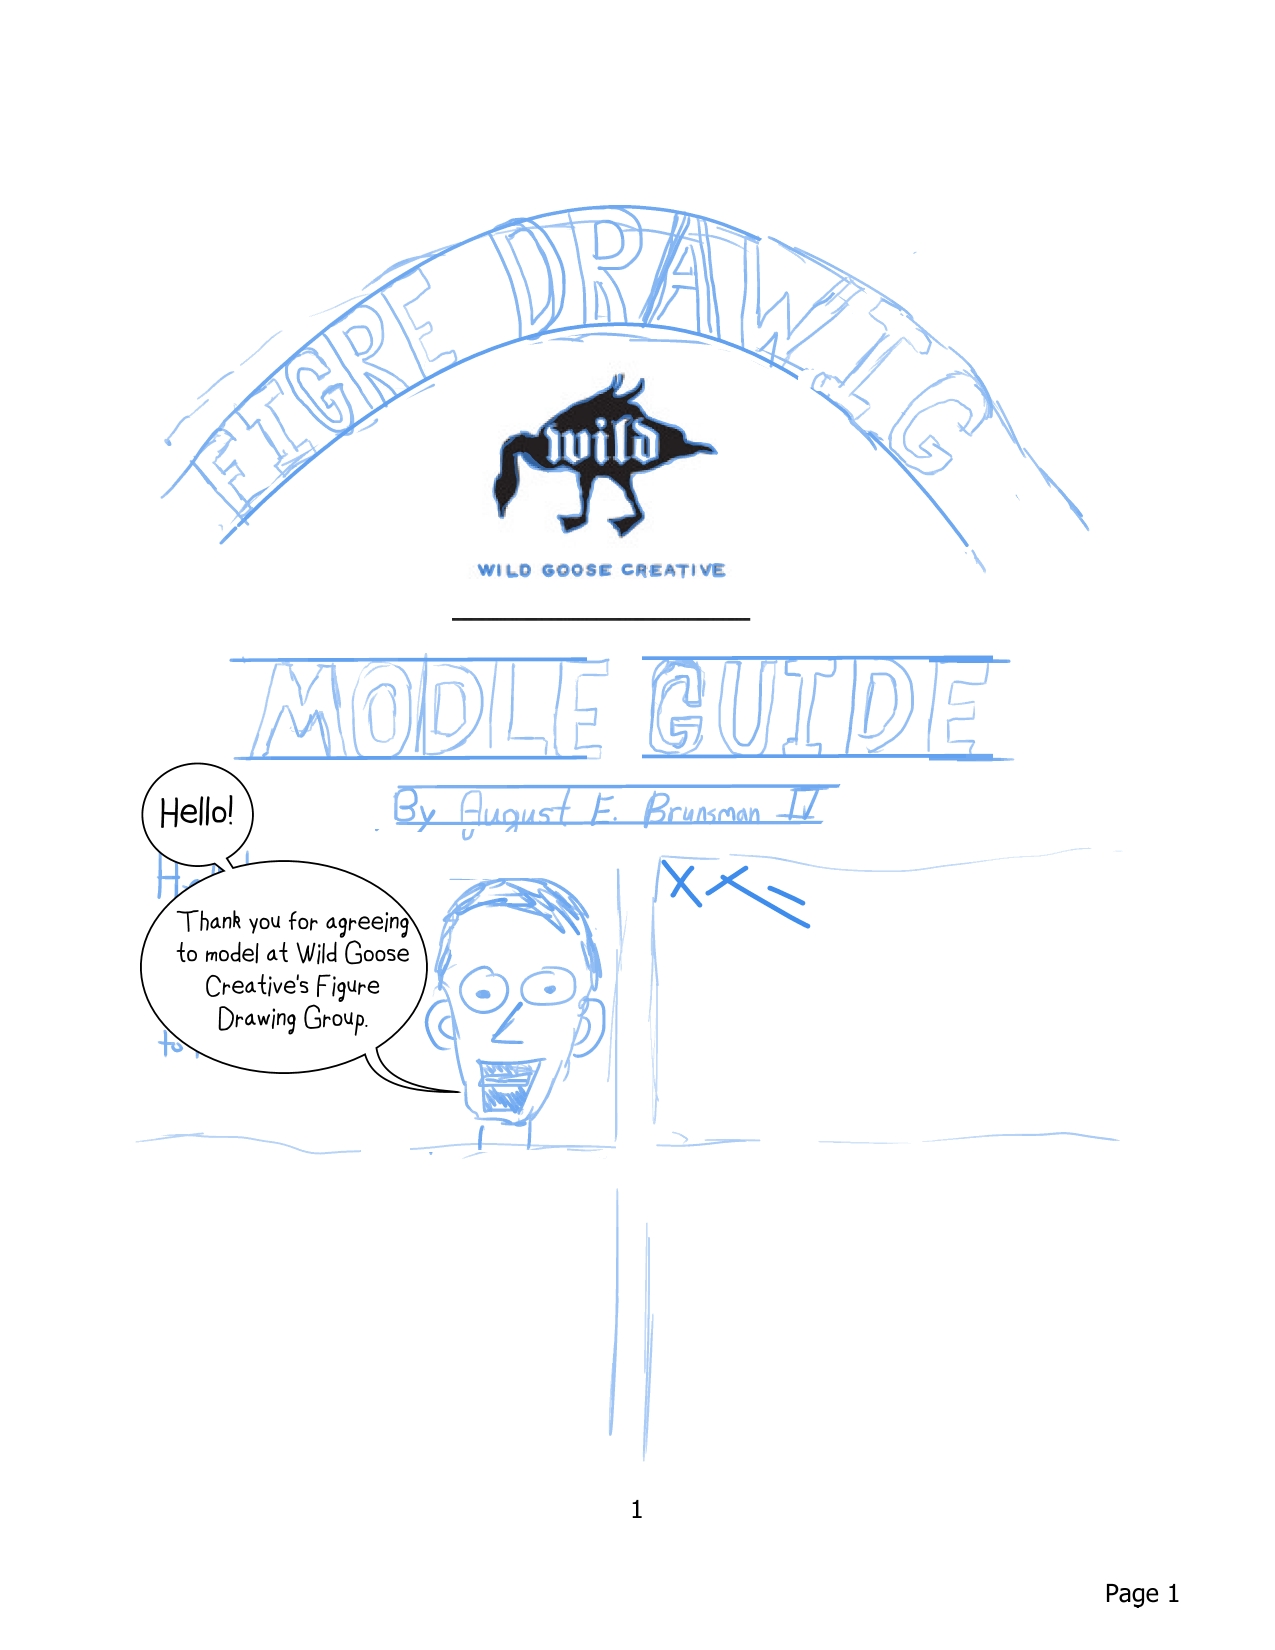 FIGRE DRAWIG
wild
WILD GOOSE CREATIVE
MODLE GUIDE
By August E. Brunsman IV
Hello!
Thank you for agreeing
to model at Wild Goose
Creative's Figure
Drawing Group.
to
1
Page 1